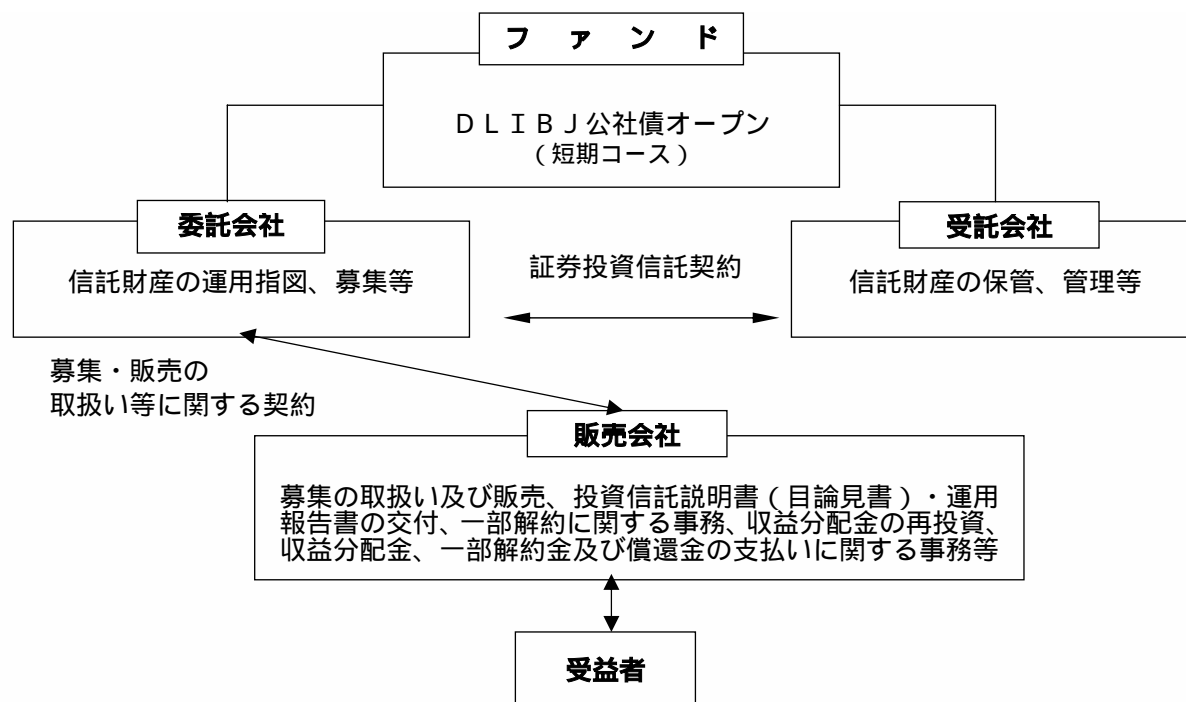 ファンド
DLIBJ公社債オープン
(短期コース)
委託会社
受託会社
信託財産の運用指図、募集等
証券投資信託契約
信託財産の保管、管理等
募集・販売の
取扱い等に関する契約
販売会社
募集の取扱い及び販売、投資信託説明書(目論見書)・運用
報告書の交付、一部解約に関する事務、収益分配金の再投資、
収益分配金、一部解約金及び償還金の支払いに関する事務等
受益者